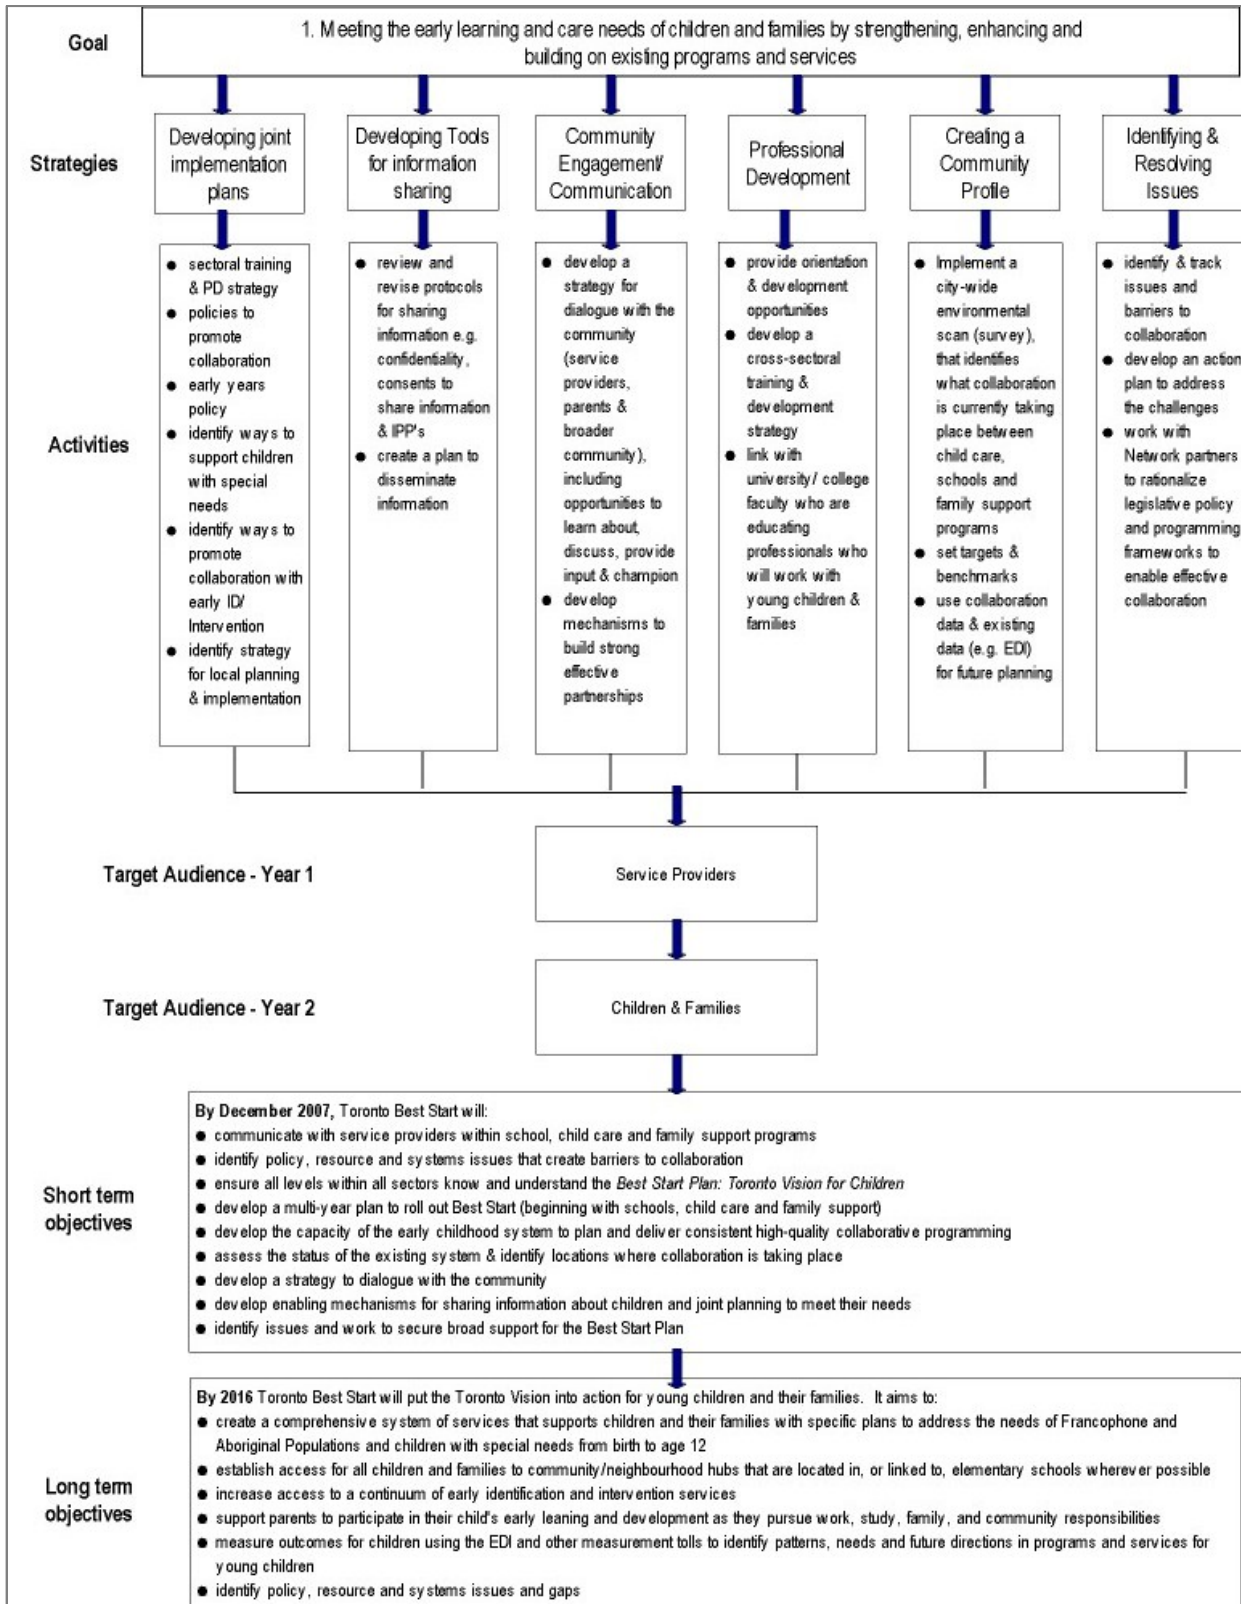 Goal
1. Meeting the early learning and care needs of children and families by strengthening, enhancing and
building on existing programs and services
Strategies
Developing joint
implementation
plans
Developing Tools
for information
sharing
Community
Engagement/
Communication
Professional
Development
Creating a
Community
Profile
Identifying &
Resolving
Issues
Activities
● sectoral training
& PD strategy
● policies to
promote
collaboration
● early years
policy
● identify ways to
support children
with special
needs
● identify ways to
promote
collaboration with
early ID/
Intervention
● identify strategy
for local planning
& implementation
● review and
revise protocols
for sharing
information e.g.
confidentiality,
consents to
share information
& IPP's
● create a plan to
disseminate
information
● develop a
strategy for
dialogue with the
community
(service
providers,
parents &
broader
community),
including
opportunities to
learn about,
discuss, provide
input & champion
● develop
mechanisms to
build strong
effective
partnerships
● provide orientation
& development
opportunities
● develop a
cross-sectoral
training &
development
strategy
● link with
university/ college
faculty who are
educating
professionals who
will work with
young children &
families
● Implement a
city-wide
environmental
scan (survey),
that identifies
what collaboration
is currently taking
place between
child care,
schools and
family support
programs
● set targets &
benchmarks
● use collaboration
data & existing
data (e.g. EDI)
for future planning
● identify & track
issues and
barriers to
collaboration
● develop an action
plan to address
the challenges
● work with
Network partners
to rationalize
legislative policy
and programming
frameworks to
enable effective
collaboration
Target Audience - Year 1
Service Providers
Target Audience - Year 2
Children & Families
Short term
objectives
By December 2007, Toronto Best Start will:
● communicate with service providers within school, child care and family support programs
● identify policy, resource and systems issues that create barriers to collaboration
● ensure all levels within all sectors know and understand the Best Start Plan: Toronto Vision for Children
● develop a multi-year plan to roll out Best Start (beginning with schools, child care and family support)
● develop the capacity of the early childhood system to plan and deliver consistent high-quality collaborative programming
● assess the status of the existing system & identify locations where collaboration is taking place
● develop a strategy to dialogue with the community
● develop enabling mechanisms for sharing information about children and joint planning to meet their needs
● identify issues and work to secure broad support for the Best Start Plan
Long term
objectives
By 2016 Toronto Best Start will put the Toronto Vision into action for young children and their families. It aims to:
● create a comprehensive system of services that supports children and their families with specific plans to address the needs of Francophone and
Aboriginal Populations and children with special needs from birth to age 12
● establish access for all children and families to community/neighbourhood hubs that are located in, or linked to, elementary schools wherever possible
● increase access to a continuum of early identification and intervention services
● support parents to participate in their child's early leaning and development as they pursue work, study, family, and community responsibilities
● measure outcomes for children using the EDI and other measurement tolls to identify patterns, needs and future directions in programs and services for
young children
● identify policy, resource and systems issues and gaps